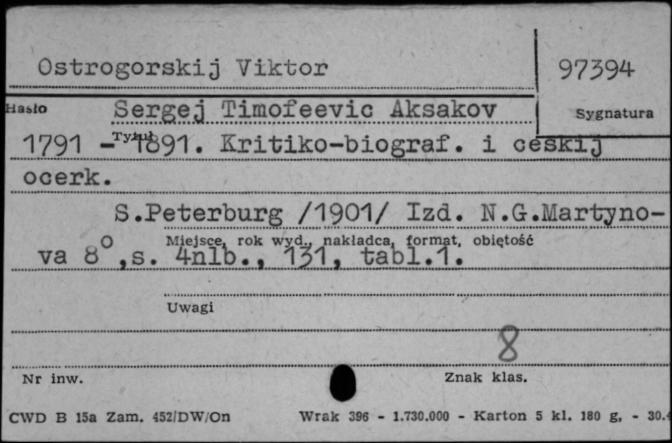 Ostrogorskij Viktor
97394
Hasło
Sergej Timofeevic Aksakov
Sygnatura
1791 - 1891. Kritiko-biograf. i ceskij
Tytuł
ocerk.
S.Peterburg /1901/ Izd. N.G.Martyno-
Miejsce, rok wyd., nakładca, format, objętość
va 8°,s. 4nlb., 131, tabl.1.
Uwagi
8
Nr inw.
Znak klas.
CWD B 15a Zam. 452/DW/On Wrak 396 - 1.730.000 - Karton 5 kl. 180 g, - 30.4